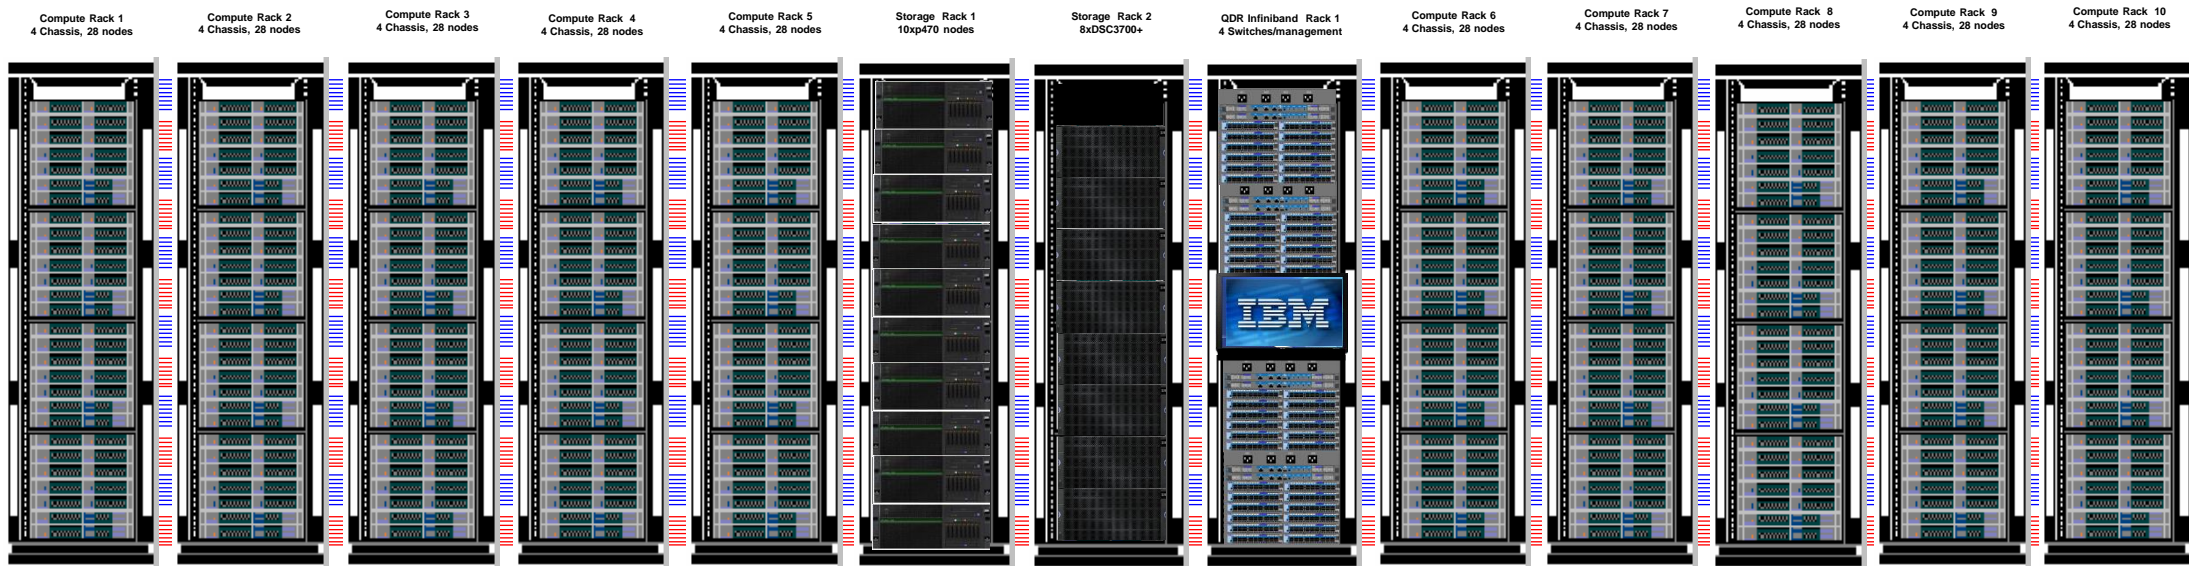 Compute Rack 1
4 Chassis, 28 nodes
Compute Rack 2
4 Chassis, 28 nodes
Compute Rack 3
4 Chassis, 28 nodes
Compute Rack 4
4 Chassis, 28 nodes
Compute Rack 5
4 Chassis, 28 nodes
Storage Rack 1
10xp470 nodes
Storage Rack 2
8xDSC3700+
QDR Infiniband Rack 1
4 Switches/management
Compute Rack 6
4 Chassis, 28 nodes
Compute Rack 7
4 Chassis, 28 nodes
Compute Rack 8
4 Chassis, 28 nodes
Compute Rack 9
4 Chassis, 28 nodes
Compute Rack 10
4 Chassis, 28 nodes
IBM